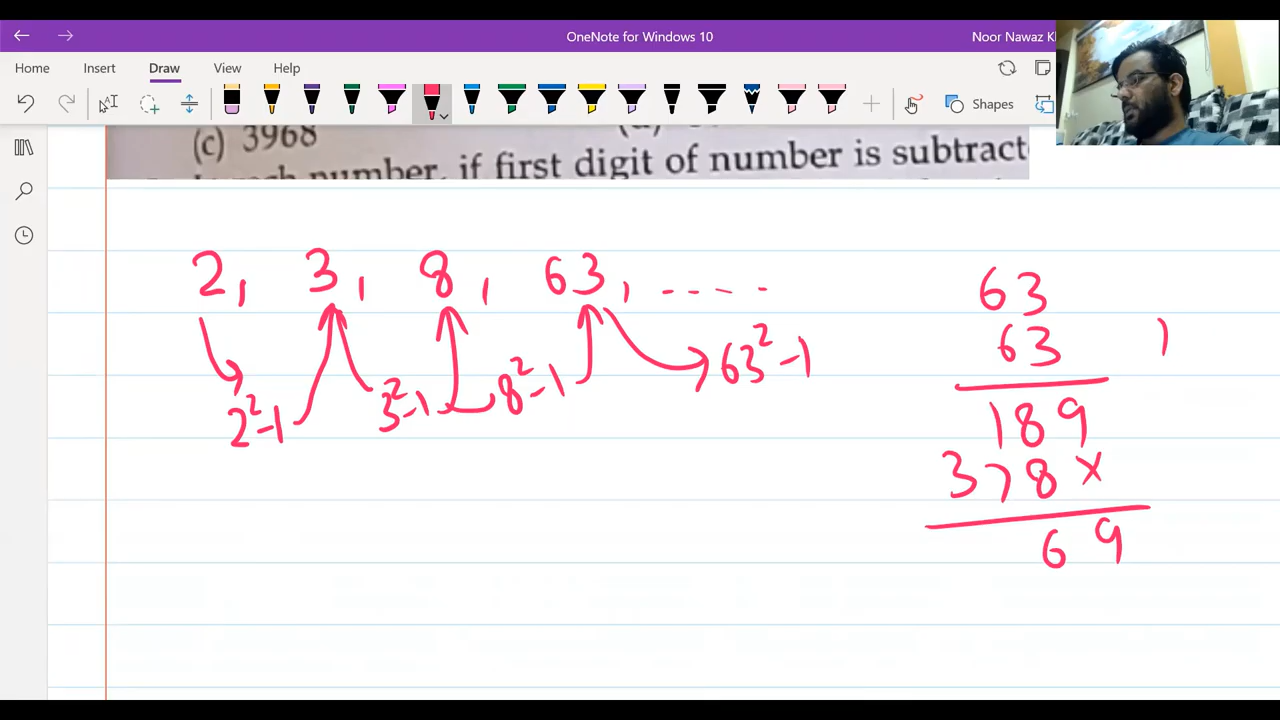 OneNote for Windows 10
Noor Nawaz
Home Insert Draw View Help
Shapes
(c) 3968
number, if first digit of number is
2, 3, 8, 63, .....
2²-1 3²-1 8²-1 63²-1
63
63 1
189
378×
69